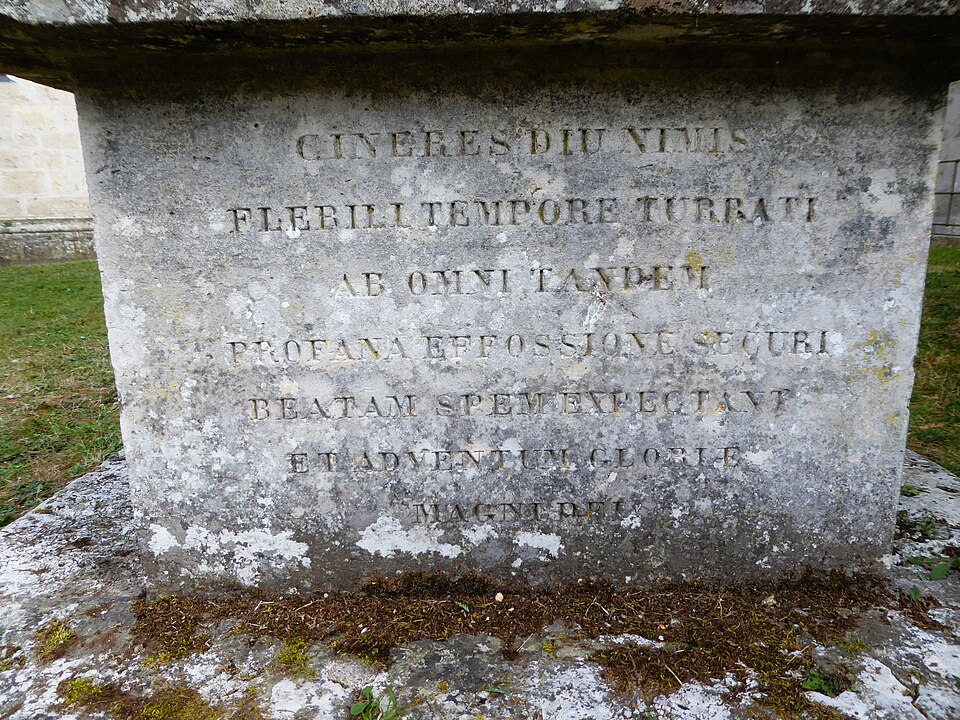 CINERES DIU NIMIS
FLEBILI TEMPORE TURBATI
AB OMNI TANDEM
PROFANA EFFOSSIONE SECURI
BEATAM SPEM EXPECTANT
ET ADVENTUM GLORIÆ
MAGNI DEI